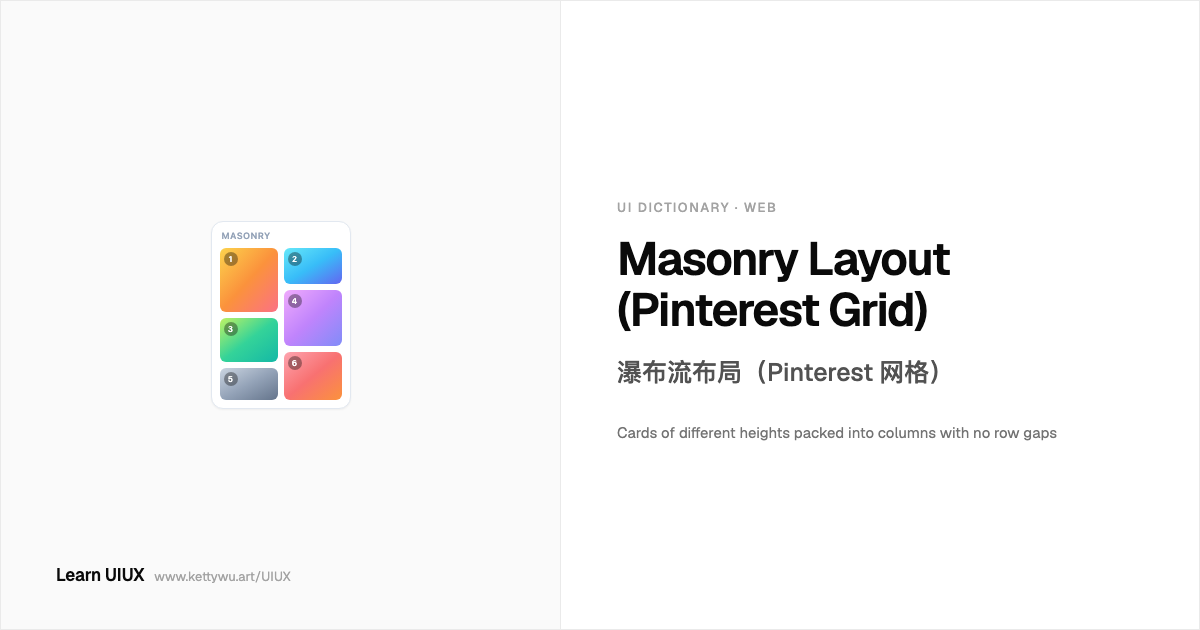 MASONRY
1
2
3
4
5
6
Learn UIUX www.kettywu.art/UIUX
UI DICTIONARY · WEB
Masonry Layout
(Pinterest Grid)
瀑布流布局（Pinterest 网格）
Cards of different heights packed into columns with no row gaps